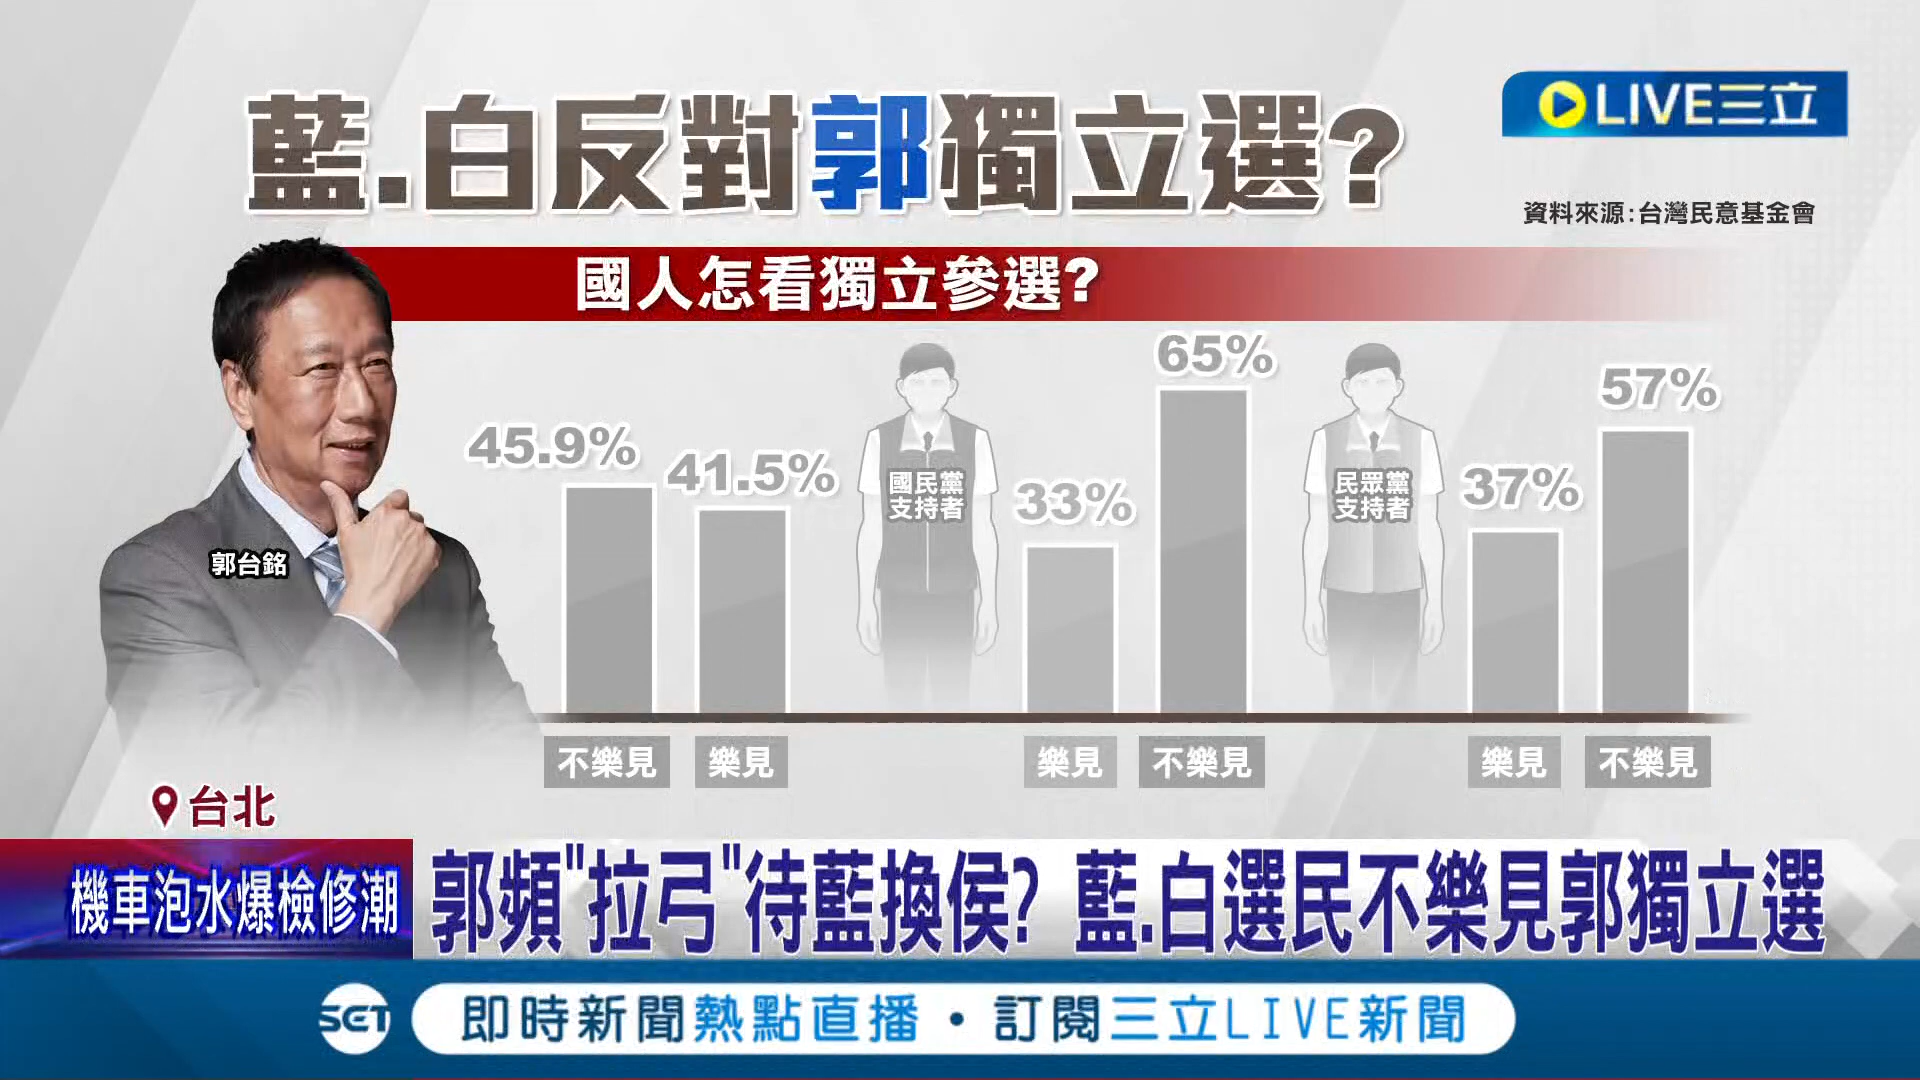 藍.白反對郭獨立選?
LIVE三立
資料來源:台灣民意基金會
國人怎看獨立參選?
45.9%
41.5%
國民黨
支持者
33%
65%
民眾黨
支持者
37%
57%
郭台銘
不樂見
樂見
樂見
不樂見
樂見
不樂見
台北
機車泡水爆檢修潮
郭頻"拉弓"待藍換侯? 藍.白選民不樂見郭獨立選
SET
即時新聞熱點直播・訂閱三立LIVE新聞